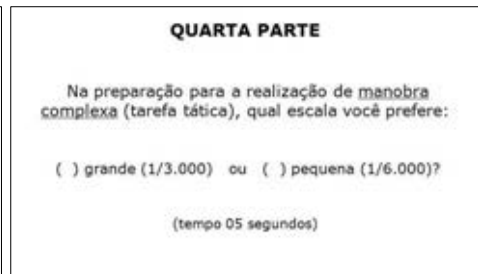 QUARTA PARTE
Na preparação para a realização de manobra
complexa (tarefa tática), qual escala você prefere:
( ) grande (1/3.000) ou ( ) pequena (1/6.000)?
(tempo 05 segundos)